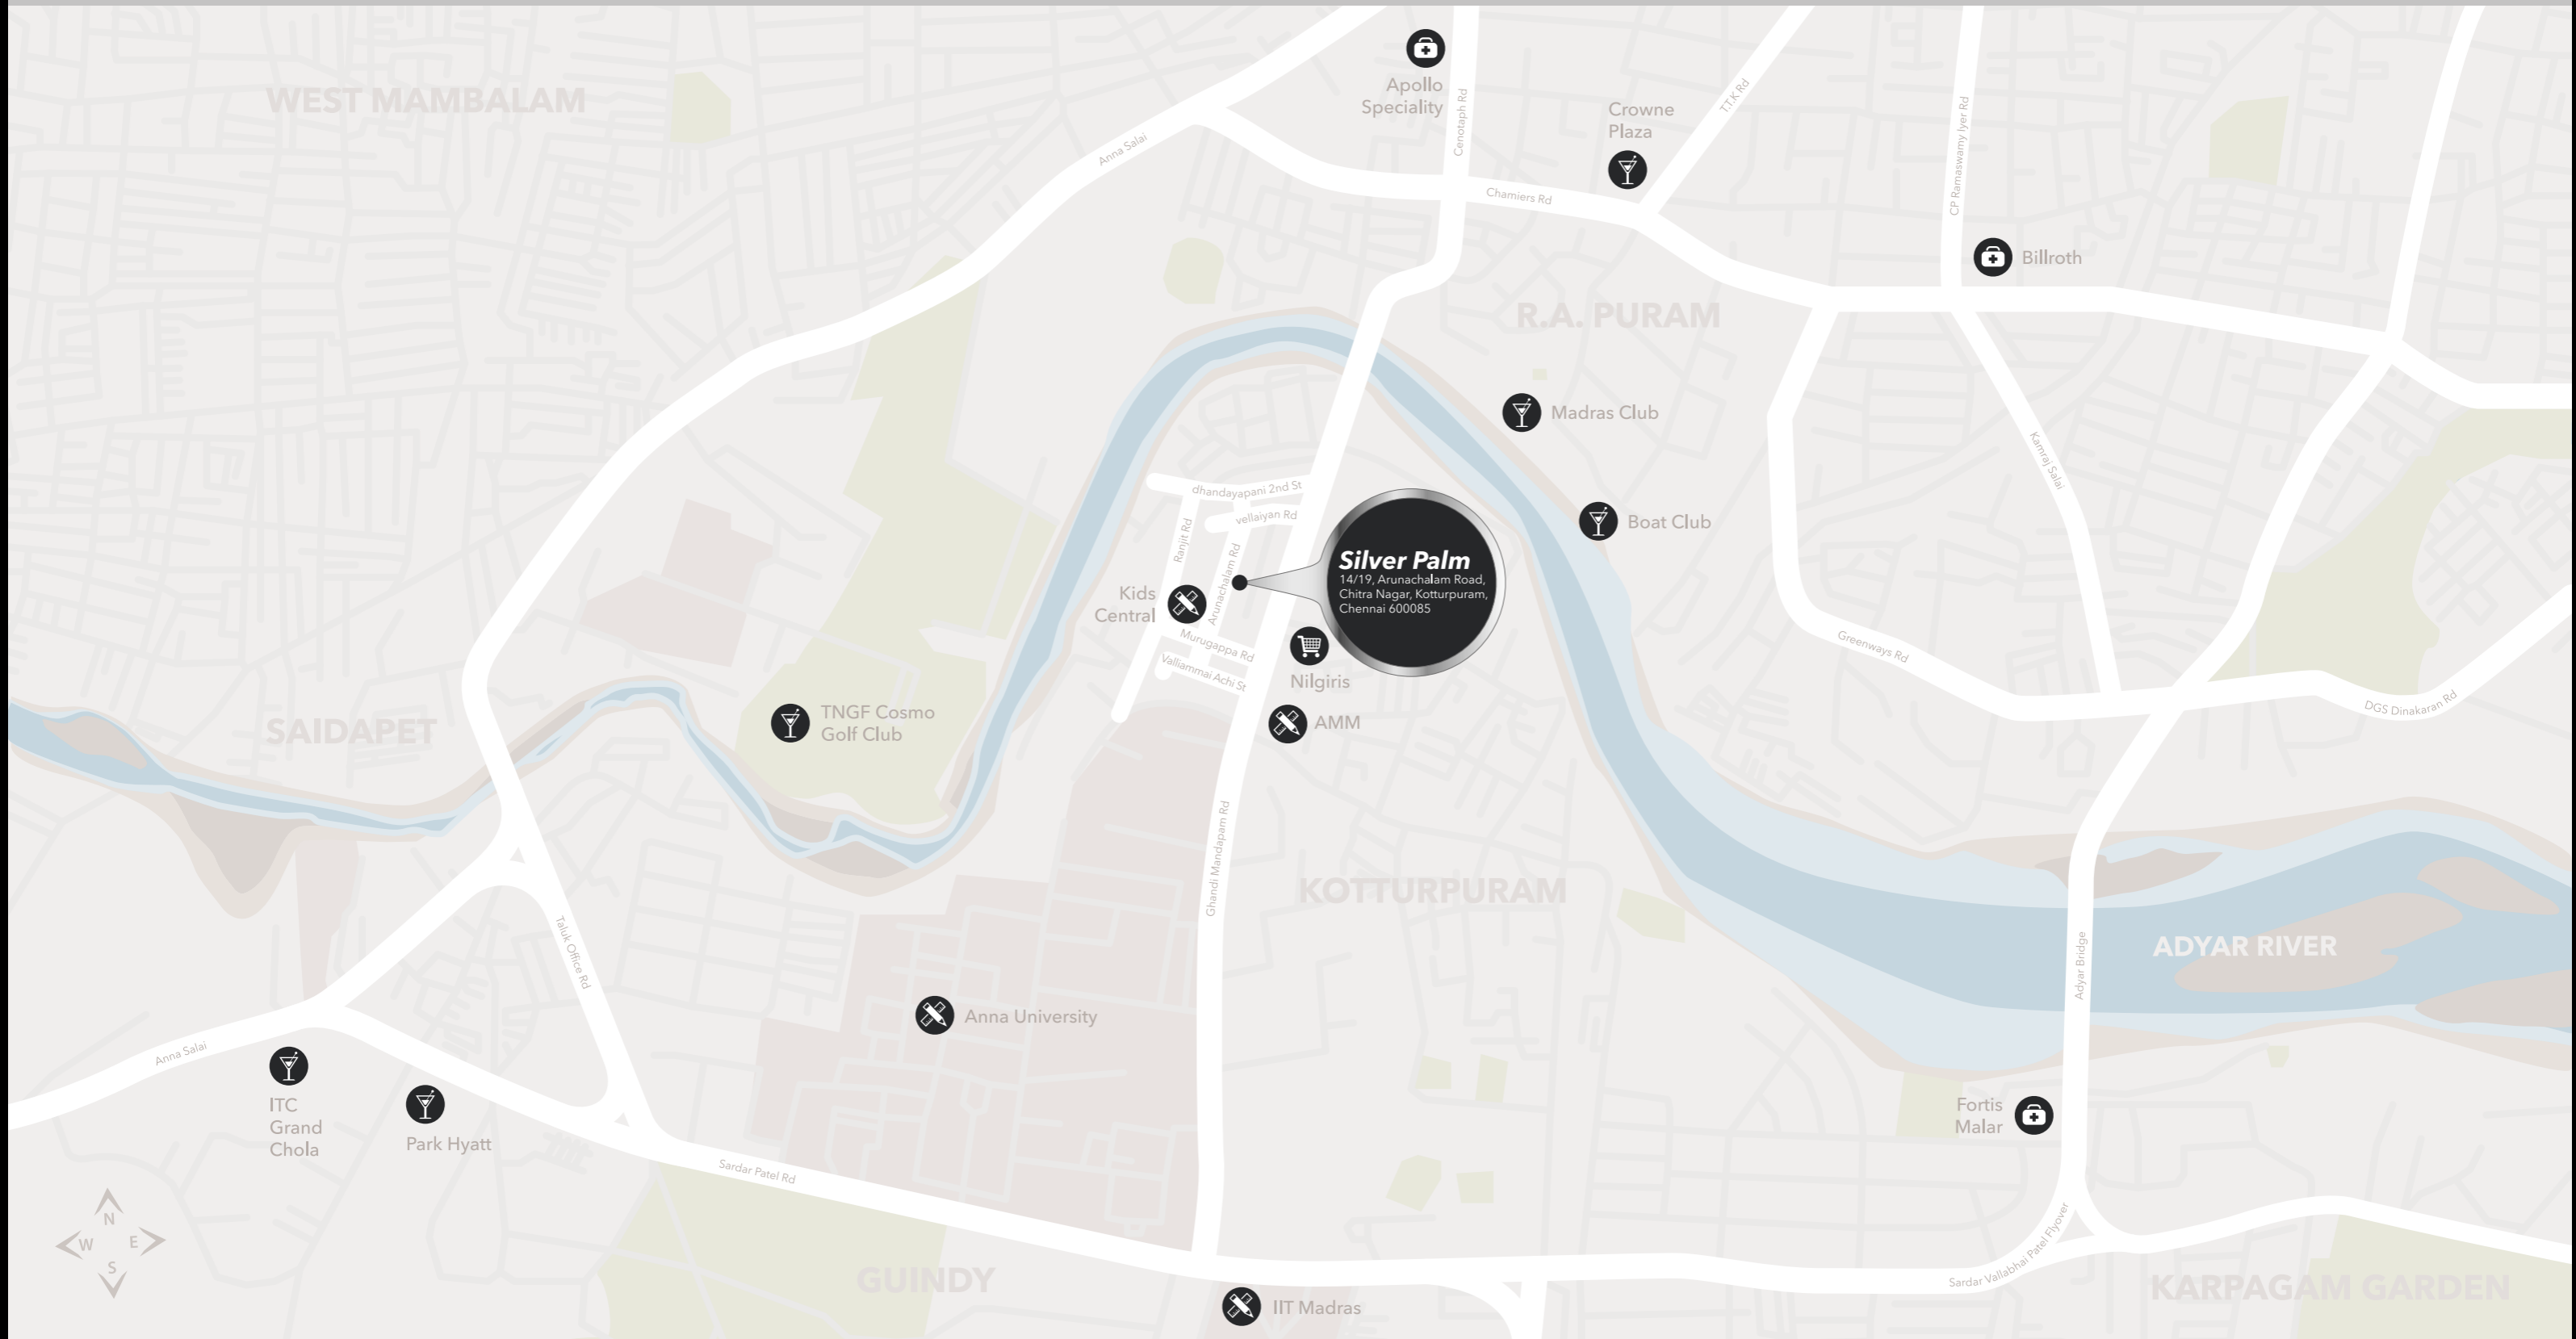 WEST MAMBALAM
Apollo
Speciality
Cenotaph Rd
Crowne
Plaza
T.T.K Rd
CP Ramaswamy Iyer Rd
Anna Salai
Chamiers Rd
Billroth
R.A. PURAM
Madras Club
Kamraj Salai
dhandayapani 2nd St
vellaiyan Rd
Ranjit Rd
Arunachalam Rd
Boat Club
Silver Palm
14/19, Arunachalam Road,
Chitra Nagar, Kotturpuram,
Chennai 600085
Kids
Central
Murugappa Rd
Valliammai Achi St
Nilgiris
Greenways Rd
DGS Dinakaran Rd
SAIDAPET
TNGF Cosmo
Golf Club
AMM
Ghandi Mandapam Rd
KOTTURPURAM
Taluk Office Rd
ADYAR RIVER
Adyar Bridge
Anna University
Anna Salai
ITC
Grand
Chola
Park Hyatt
Fortis
Malar
Sardar Patel Rd
N
W E
S
Sardar Vallabhai Patel Flyover
GUINDY
KARPAGAM GARDEN
IIT Madras